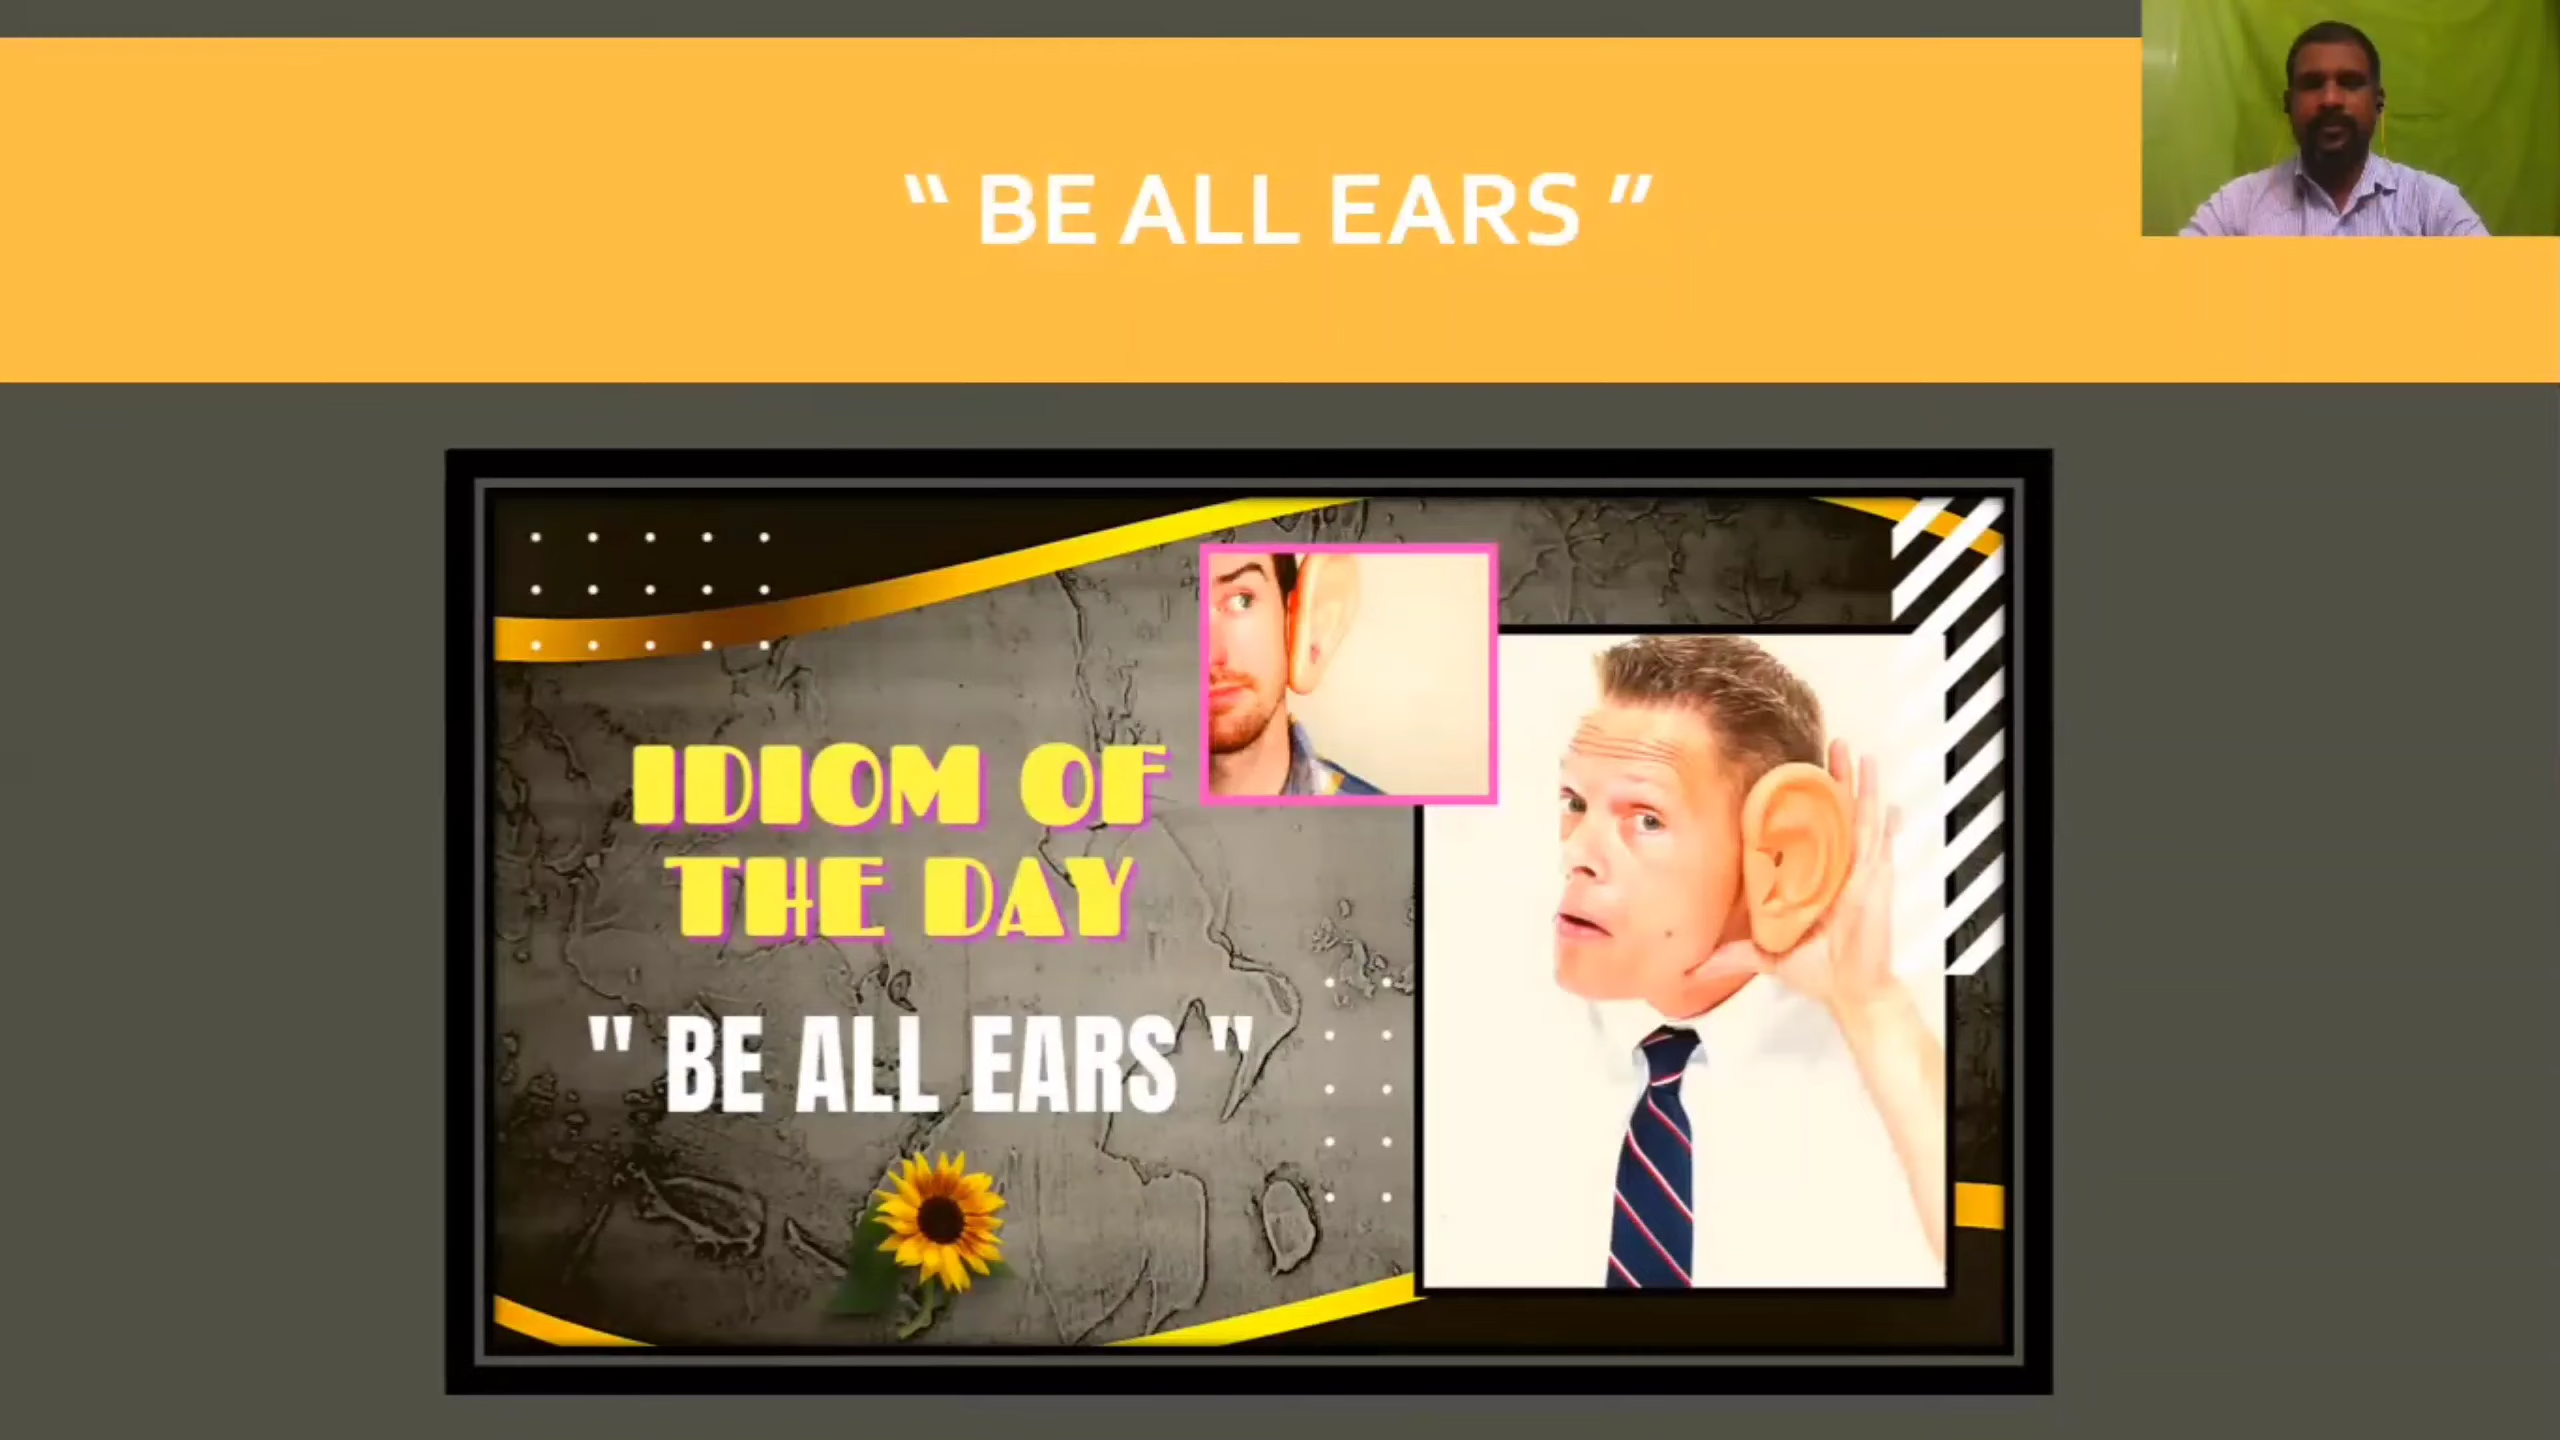 “ BE ALL EARS ”
IDIOM OF
THE DAY
" BE ALL EARS "